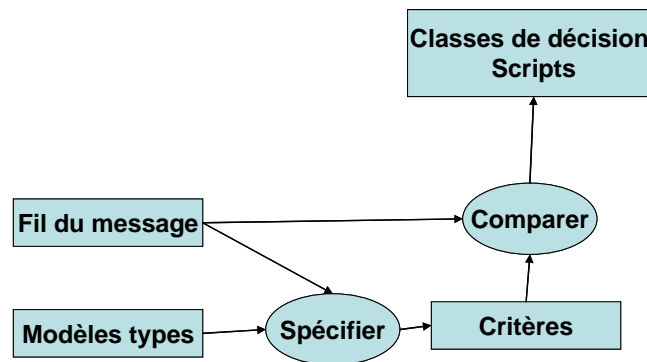 Classes de décision
Scripts
Fil du message
Comparer
Modèles types
Spécifier
Critères